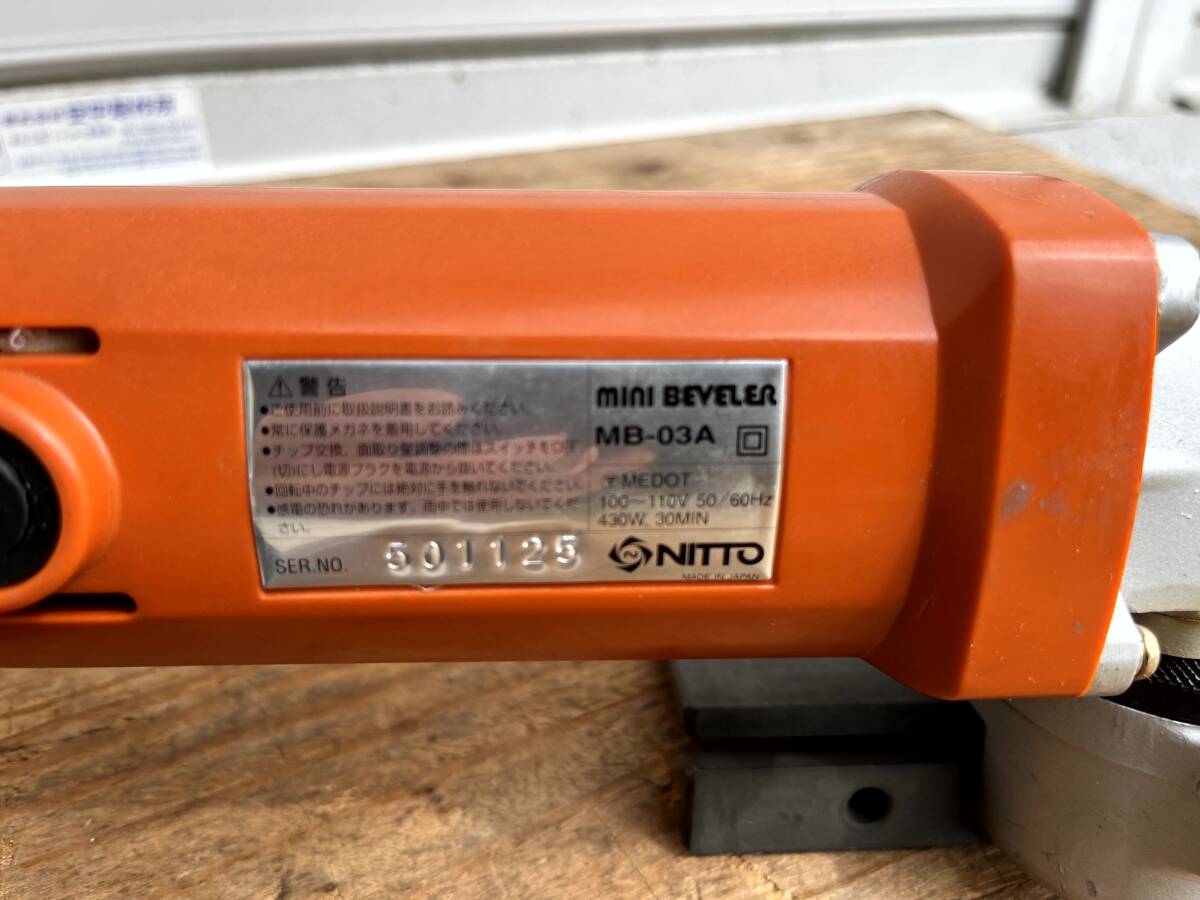 ⚠警告
●ご使用前に取扱説明書をお読みください。
●常に保護メガネを着用してください。
●チップ交換、面取り量調整の際はスイッチをOFF
(切)にし電源プラグを電源から抜いてください。
●回転中のチップには絶対に手を触れないでください。
●感電の恐れがあります。雨中では使用しないでくだ
さい。
SER.NO. 501125
MINI BEVELER
MB-03A
MEDOT
100~110V 50/60Hz
430W, 30MIN
NITTO
MADE IN JAPAN